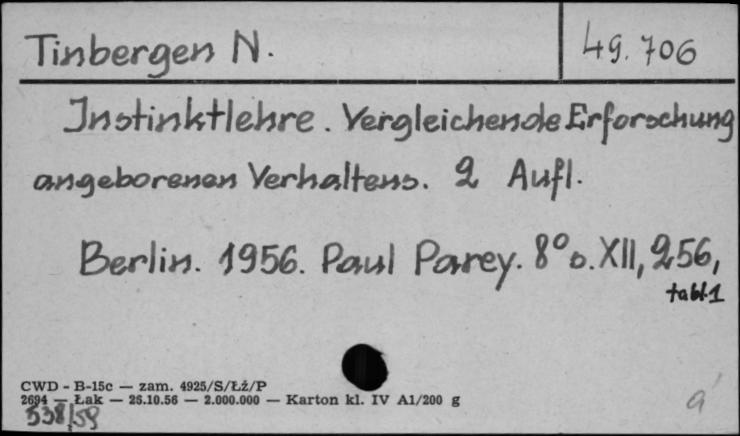 Tinbergen N.
49.706
Instinktlehre. Vergleichende Erforschung
angeborenen Verhaltens. 2 Aufl.
Berlin. 1956. Paul Parey. 8° s. XII, 256,
tabl. 1
CWD - B-15c — zam. 4925/S/Łż/P
2694 — Łak — 25.10.56 — 2.000.000 — Karton kl. IV A1/200 g
538/59
a